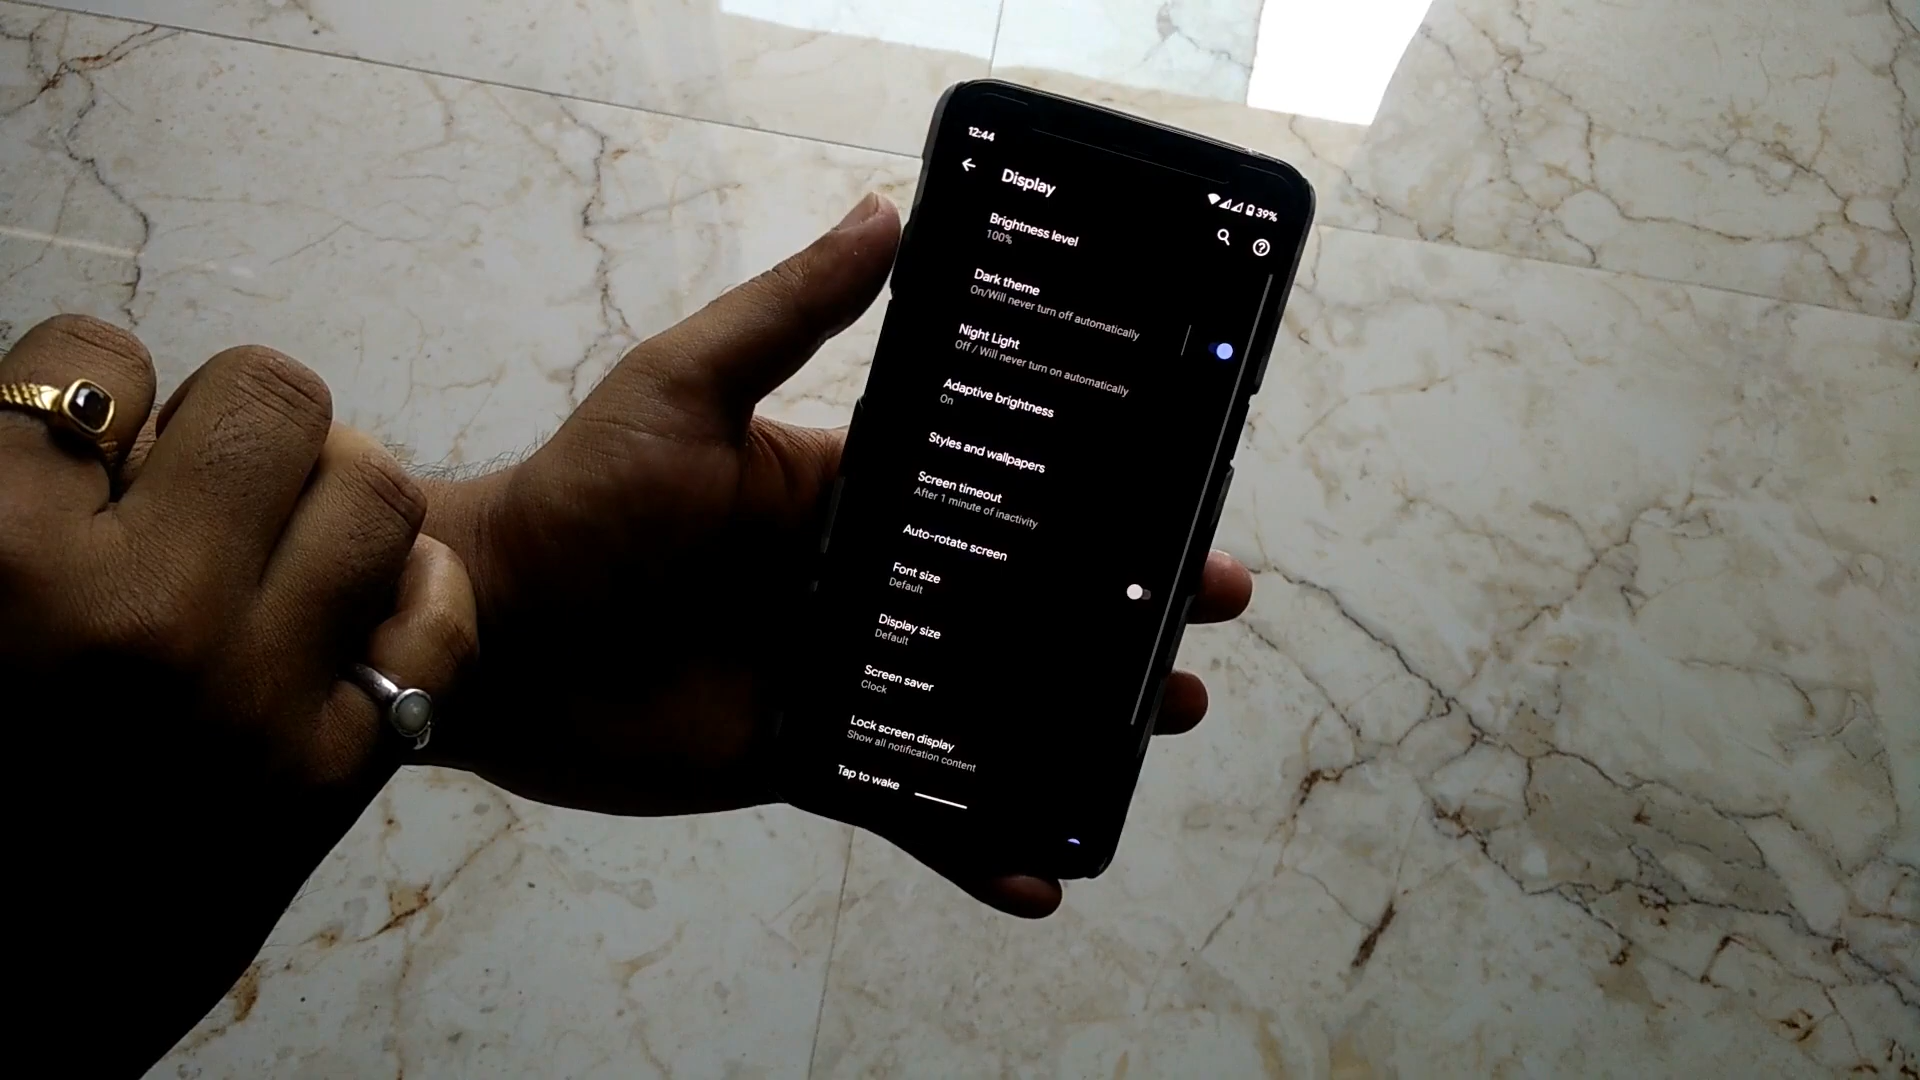 12:44
39%
Display
Brightness level
100%
Dark theme
On/Will never turn off automatically
Night Light
Off / Will never turn on automatically
Adaptive brightness
On
Styles and wallpapers
Screen timeout
After 1 minute of inactivity
Auto-rotate screen
Font size
Default
Display size
Default
Screen saver
Clock
Lock screen display
Show all notification content
Tap to wake